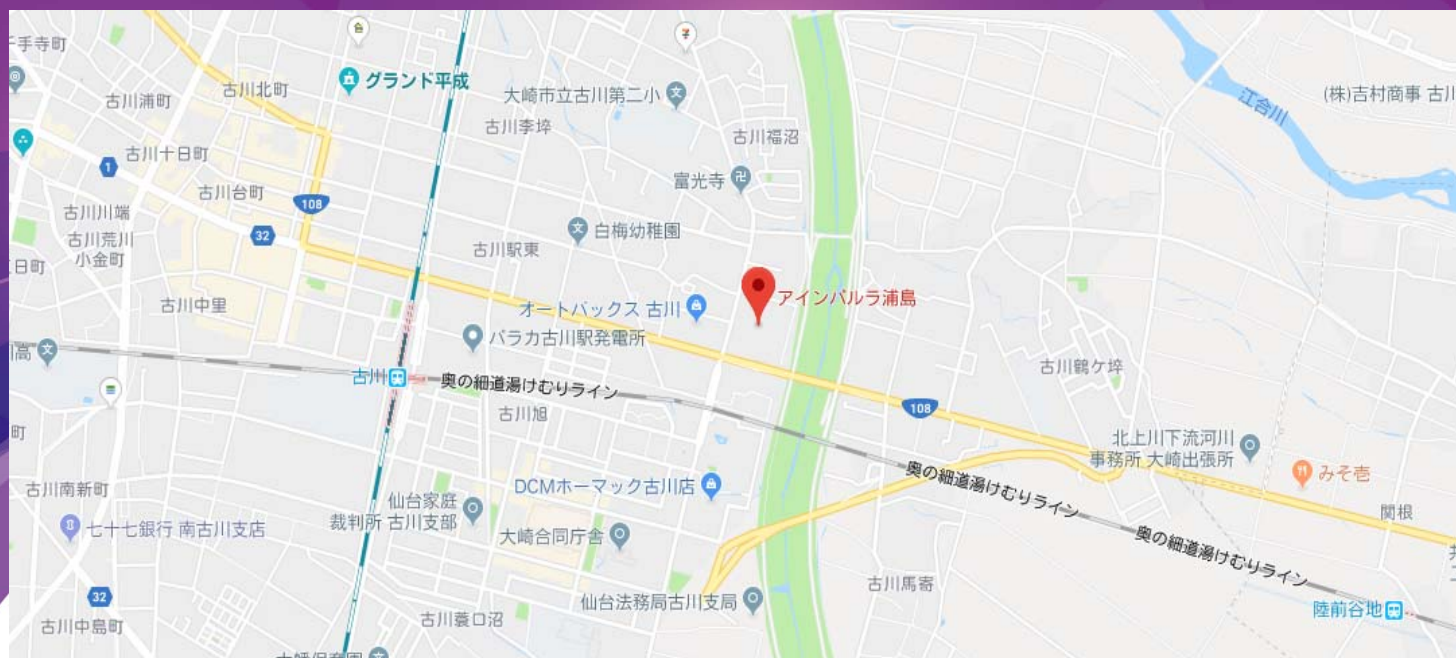 千手寺町
グランド平成
古川浦町
古川北町
大崎市立古川第二小
文
江合川
(株)吉村商事 古川
古川李埣
古川福沼
古川十日町
1
富光寺
卍
古川台町
108
古川川端
32
白梅幼稚園
文
古川荒川
小金町
古川駅東
日町
古川中里
オートバックス 古川
アインパルラ浦島
パラカ古川駅発電所
高
文
古川
奥の細道湯けむりライン
古川鶴ケ埣
古川旭
108
町
北上川下流河川
事務所 大崎出張所
奥の細道湯けむりライン
みそ壱
古川南新町
DCMホーマック古川店
仙台家庭
裁判所 古川支部
関根
七十七銀行 南古川支店
大崎合同庁舎
奥の細道湯けむりライン
古川馬寄
32
仙台法務局古川支局
陸前谷地
古川中島町
古川蓑口沼